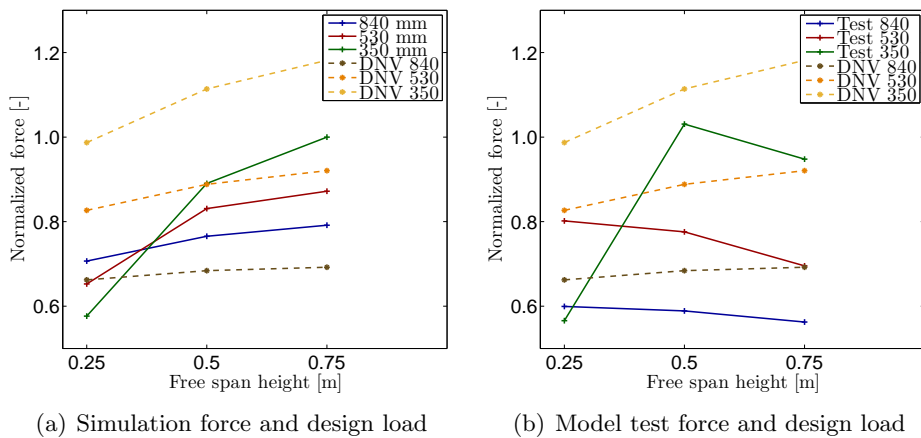 840 mm
530 mm
350 mm
DNV 840
DNV 530
DNV 350
1.2
1.0
0.8
0.6
Normalized force [-]
0.25
0.5
0.75
Free span height [m]
(a) Simulation force and design load
Test 840
Test 530
Test 350
DNV 840
DNV 530
DNV 350
1.2
1.0
0.8
0.6
Normalized force [-]
0.25
0.5
0.75
Free span height [m]
(b) Model test force and design load